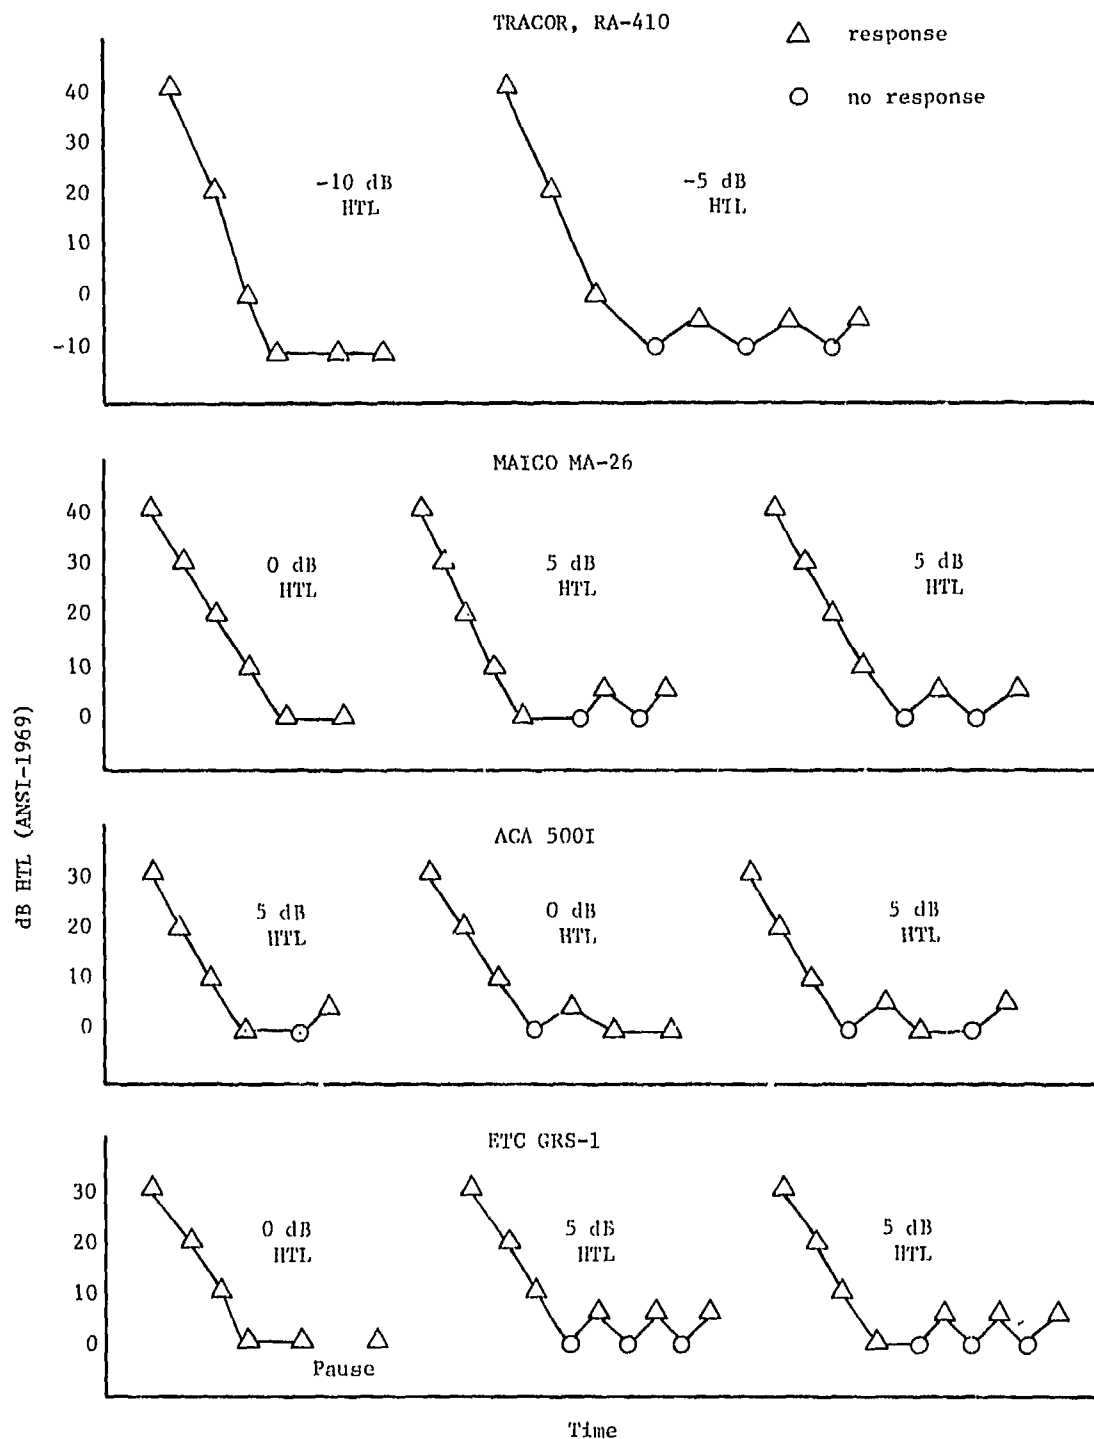 TRACOR, RA-410
response
no response
40
30
20
10
0
-10
-10 dB
HTL
-5 dB
HTL
MAICO MA-26
40
30
20
10
0
0 dB
HTL
5 dB
HTL
5 dB
HTL
dB HTL (ANSI-1969)
ACA 500I
30
20
10
0
5 dB
HTL
0 dB
HTL
5 dB
HTL
ETC GRS-1
30
20
10
0
0 dB
HTL
5 dB
HTL
5 dB
HTL
Pause
Time